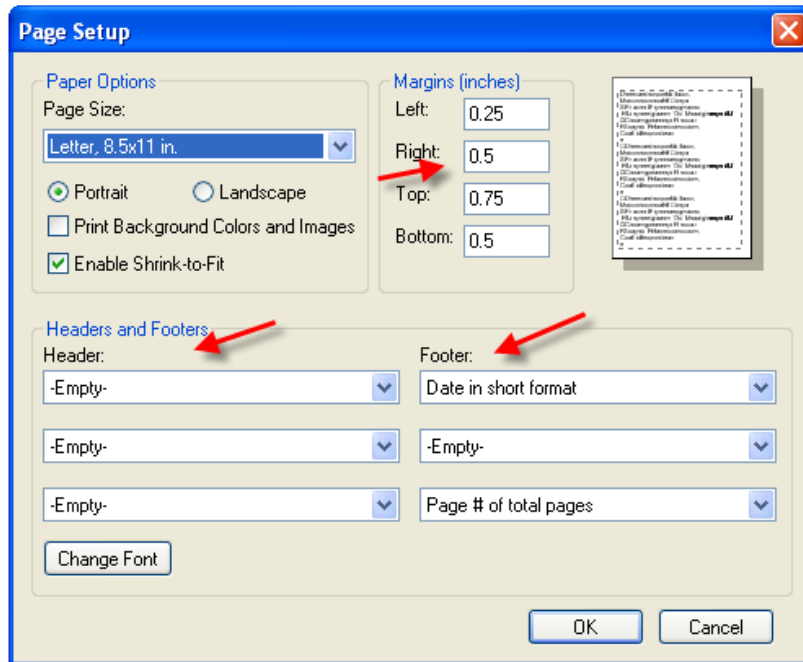 Page Setup
Paper Options
Page Size:
Letter, 8.5x11 in.
Portrait
Landscape
Print Background Colors and Images
Enable Shrink-to-Fit
Margins (inches)
Left: 0.25
Right: 0.5
Top: 0.75
Bottom: 0.5
Headers and Footers
Header:
-Empty-
-Empty-
-Empty-
Footer:
Date in short format
-Empty-
Page # of total pages
Change Font
OK
Cancel